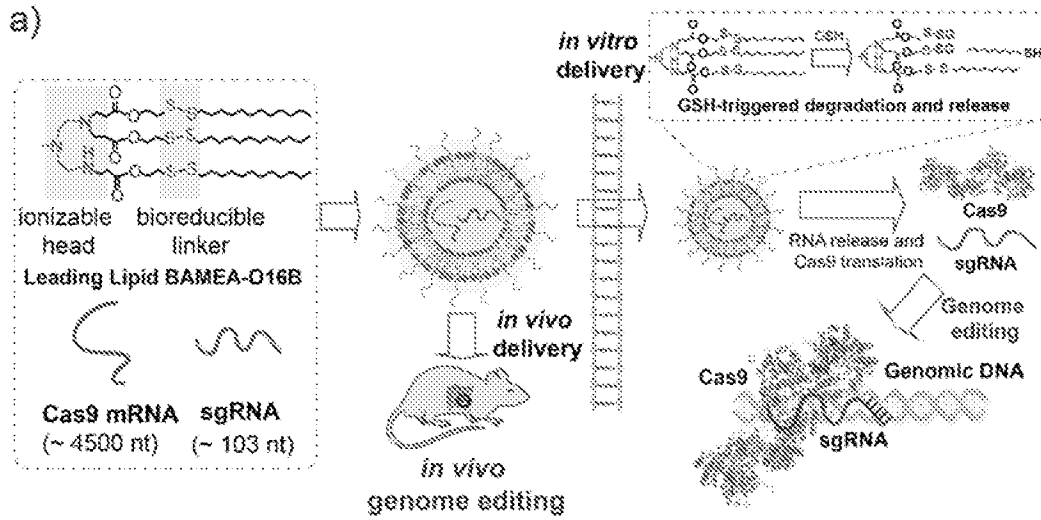 a)
ionizable head
bioreducible linker
Leading Lipid BAMEA-O16B
Cas9 mRNA
(~ 4500 nt)
sgRNA
(~ 103 nt)
in vivo
delivery
in vivo
genome editing
in vitro
delivery
GSH
SH
GSH-triggered degradation and release
RNA release and
Cas9 translation
Cas9
sgRNA
Genome
editing
Cas9
Genomic DNA
sgRNA